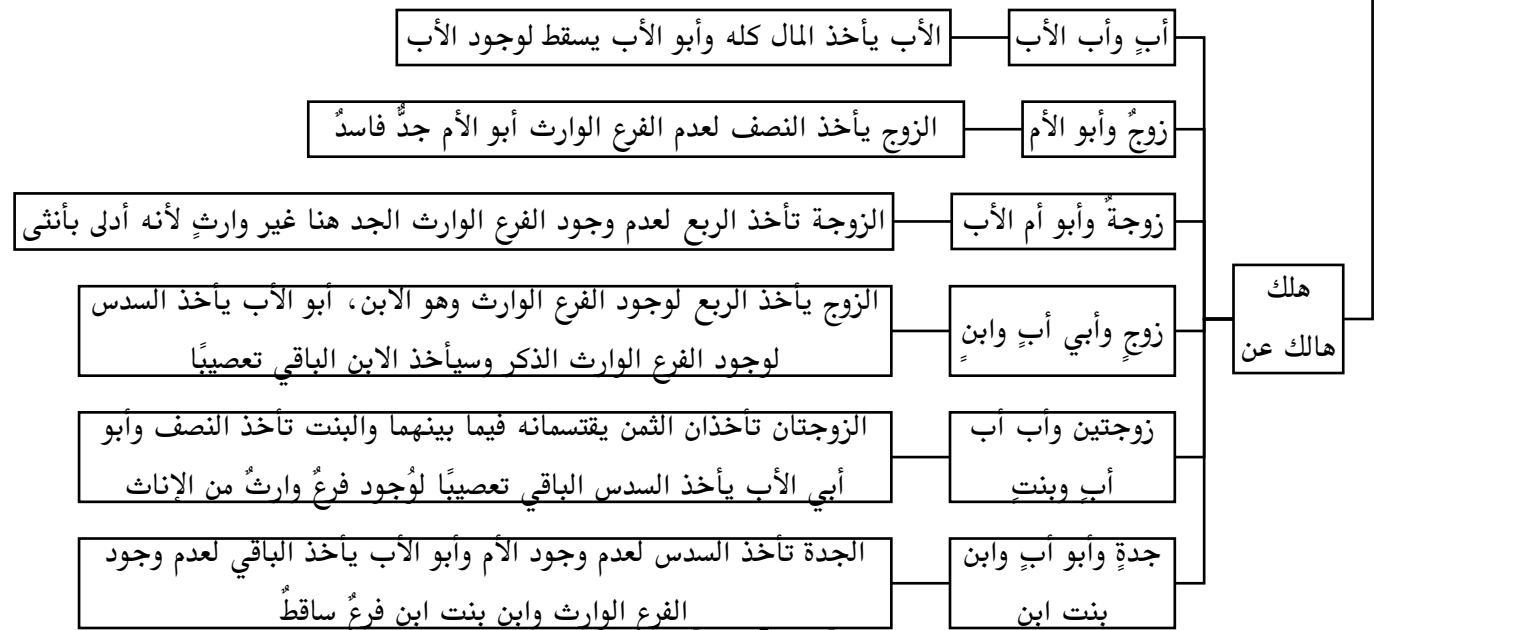 هلك
هالك عن
أبٍ وأب الأب
الأب يأخذ المال كله وأبو الأب يسقط لوجود الأب
زوجٌ وأبو الأم
الزوج يأخذ النصف لعدم الفرع الوارث أبو الأم جدٌّ فاسدٌ
زوجةٌ وأبو أم الأب
الزوجة تأخذ الربع لعدم وجود الفرع الوارث الجد هنا غير وارثٍ لأنه أدلى بأنثى
زوجٍ وأبي أبٍ وابنٍ
الزوج يأخذ الربع لوجود الفرع الوارث وهو الابن، أبو الأب يأخذ السدس
لوجود الفرع الوارث الذكر وسيأخذ الابن الباقي تعصيبًا
زوجتين وأب أب
أبٍ وبنتٍ
الزوجتان تأخذان الثمن يقتسمانه فيما بينهما والبنت تأخذ النصف وأبو
أبي الأب يأخذ السدس الباقي تعصيبًا لوُجود فرعٌ وارثٌ من الإناث
جدةٍ وأبو أبٍ وابن
بنت ابن
الجدة تأخذ السدس لعدم وجود الأم وأبو الأب يأخذ الباقي لعدم وجود
الفرع الوارث وابن بنت ابن فرعٌ ساقطٌ